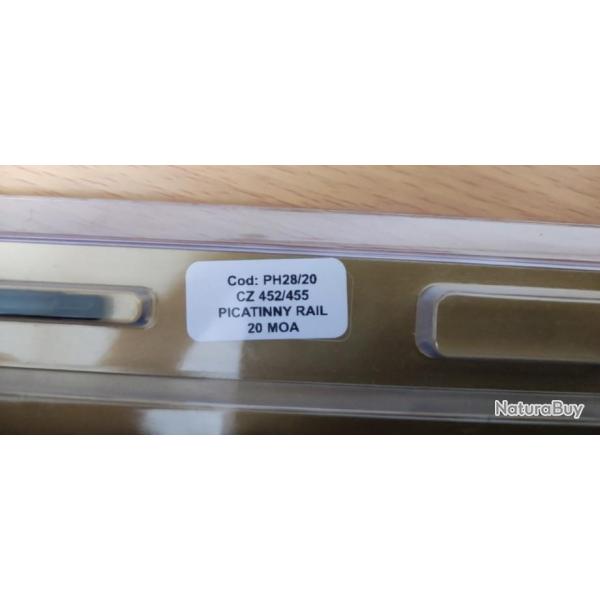 Cod: PH28/20
CZ 452/455
PICATINNY RAIL
20 MOA
NaturaBuy